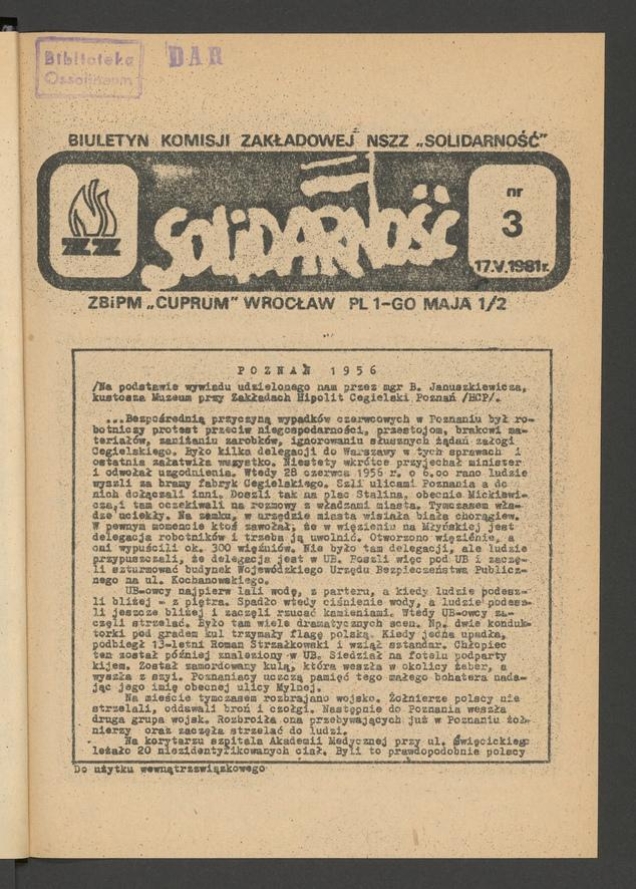 Biblioteka
Ossolineum
DAR
BIULETYN KOMISJI ZAKŁADOWEJ NSZZ „SOLIDARNOŚĆ"
SOLIDARNOŚĆ
nr
3
17.V.1981r.
ZBiPM „CUPRUM" WROCŁAW PL 1-GO MAJA 1/2
POZNAŃ 1956
/Na podstawie wywiadu udzielonego nam przez mgr B. Januszkiewicza,
kustosza Muzeum przy Zakładach Hipolit Cegielski Poznań /HCP/.
...Bezpośrednią przyczyną wypadków czerwcowych w Poznaniu był ro-
botniczy protest przeciw niegospodarności, przestojom, brakowi ma-
teriałów, zaniżaniu zarobków, ignorowaniu słusznych żądań załogi
Cegielskiego. Było kilka delegacji do Warszawy w tych sprawach i
ostatnia załatwiła wszystko. Niestety wkrótce przyjechał minister
i odwołał uzgodnienia. Wtedy 28 czerwca 1956 r. o 6.00 rano ludzie
wyszli za bramy fabryk Cegielskiego. Szli ulicami Poznania a do
nich dołączali inni. Doszli tak na plac Stalina, obecnie Mickiewi-
cza, i tam oczekiwali na rozmowy z władzami miasta. Tymczasem wła-
dze uciekły. Na zamku, w urzędzie miasta wisiała biała chorągiew.
W pewnym momencie ktoś zawołał, że w więzieniu na Młyńskiej jest
delegacja robotników i trzeba ją uwolnić. Otworzono więzienie, a
oni wypuścili ok. 300 więźniów. Nie było tam delegacji, ale ludzie
przypuszczali, że delegacja jest w UB. Poszli więc pod UB i zaczę-
li szturmować budynek Wojewódzkiego Urzędu Bezpieczeństwa Publicz-
nego na ul. Kochanowskiego.
UB-owcy najpierw lali wodę, z parteru, a kiedy ludzie podesz-
li bliżej - z piętra. Spadło wtedy ciśnienie wody, a ludzie podesz-
li jeszcze bliżej i zaczęli rzucać kamieniami. Wtedy UB-owcy za-
częli strzelać. Było tam wiele dramatycznych scen. Np. dwie konduk-
torki pod gradem kul trzymały flagę polską. Kiedy jedna upadła,
podbiegł 13-letni Roman Strzałkowski i wziął sztandar. Chłopiec
ten został później znaleziony w UB. Siedział na fotelu podparty
kijem. Został zamordowany kulą, która weszła w okolicy żeber, a
wyszła z szyi. Poznaniacy uczczą pamięć tego małego bohatera nada-
jąc jego imię obecnej ulicy Mylnej.
Na mieście tymczasem rozbrajano wojsko. Żołnierze polscy nie
strzelali, oddawali broń i czołgi. Następnie do Poznania weszła
druga grupa wojsk. Rozbroiła ona przebywających już w Poznaniu żoł-
nierzy oraz zaczęła strzelać do ludzi.
Na korytarzu szpitala Akademii Medycznej przy ul. Święcickiego
leżało 20 niezidentyfikowanych ciał. Byli to prawdopodobnie polscy
Do użytku wewnątrzzwiązkowego